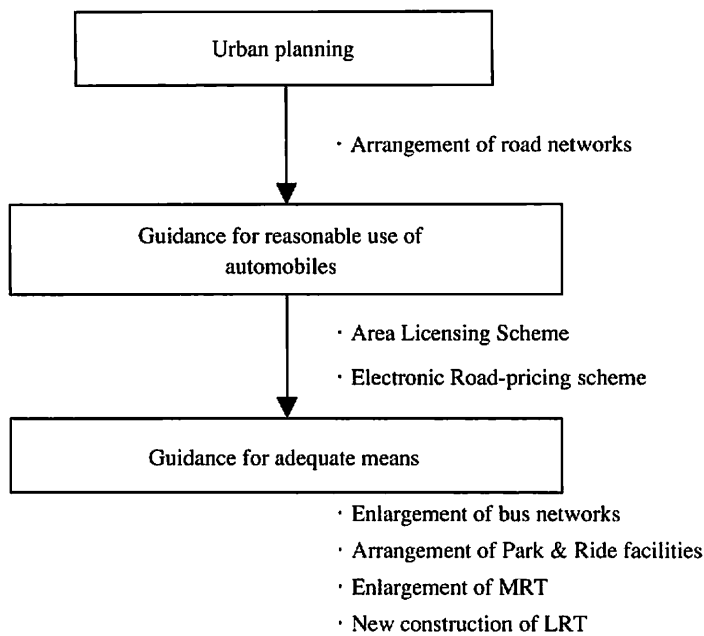 Urban planning
· Arrangement of road networks
Guidance for reasonable use of
automobiles
· Area Licensing Scheme
· Electronic Road-pricing scheme
Guidance for adequate means
· Enlargement of bus networks
· Arrangement of Park & Ride facilities
· Enlargement of MRT
· New construction of LRT